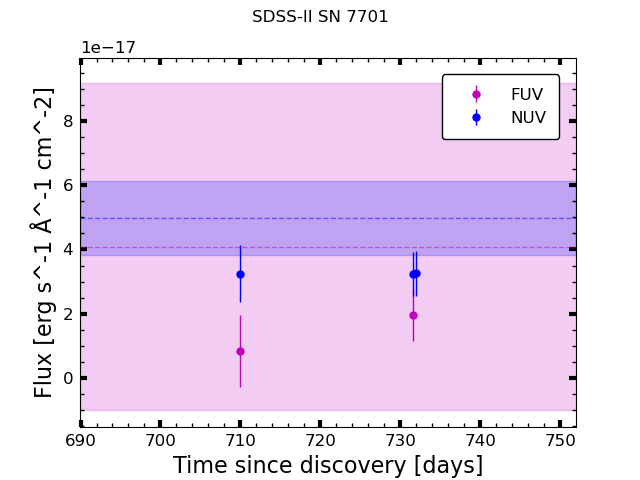 SDSS-II SN 7701
1e−17
FUV
NUV
8
6
4
2
0
Flux [erg s^-1 Å^-1 cm^-2]
690 700 710 720 730 740 750
Time since discovery [days]